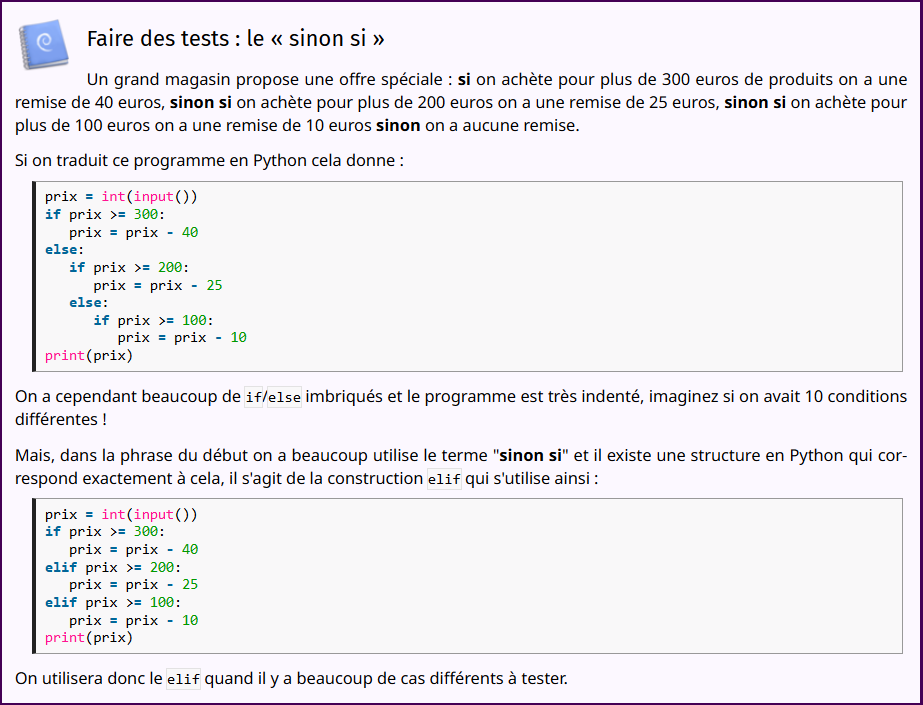 Faire des tests : le « sinon si »
Un grand magasin propose une offre spéciale : si on achète pour plus de 300 euros de produits on a une
remise de 40 euros, sinon si on achète pour plus de 200 euros on a une remise de 25 euros, sinon si on achète pour
plus de 100 euros on a une remise de 10 euros sinon on a aucune remise.
Si on traduit ce programme en Python cela donne :
prix = int(input())
if prix >= 300:
   prix = prix - 40
else:
   if prix >= 200:
      prix = prix - 25
   else:
      if prix >= 100:
         prix = prix - 10
print(prix)
On a cependant beaucoup de if/else imbriqués et le programme est très indenté, imaginez si on avait 10 conditions
différentes !
Mais, dans la phrase du début on a beaucoup utilise le terme "sinon si" et il existe une structure en Python qui cor-
respond exactement à cela, il s'agit de la construction elif qui s'utilise ainsi :
prix = int(input())
if prix >= 300:
   prix = prix - 40
elif prix >= 200:
   prix = prix - 25
elif prix >= 100:
   prix = prix - 10
print(prix)
On utilisera donc le elif quand il y a beaucoup de cas différents à tester.